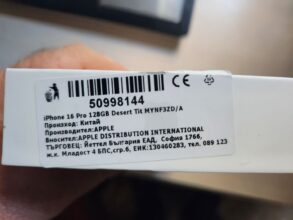 50998144
iPhone 16 Pro 128GB Desert Tit MYNF3ZD/A
Произход: Китай
Производител:APPLE
Вносител:APPLE DISTRIBUTION INTERNATIONAL
ТЪРГОВЕЦ: Йеттел България ЕАД, София 1766,
ж.к. Младост 4 БПС,сгр.6, ЕИК:130460283, тел. 089 123